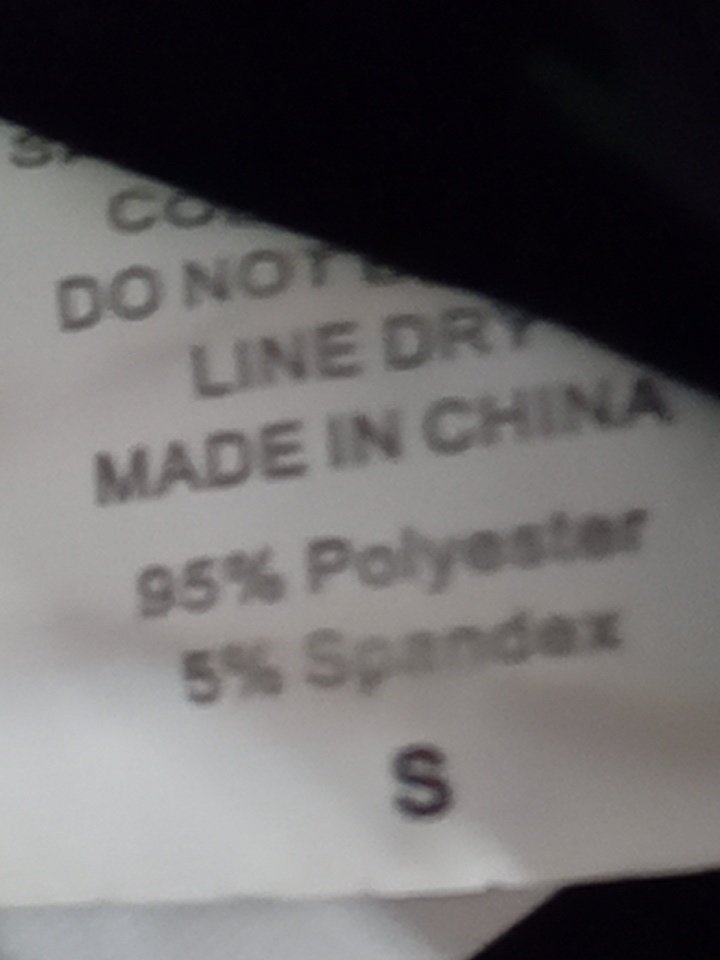 DO NOT
LINE DRY
MADE IN CHINA
95% Polyester
5% Spandex
S